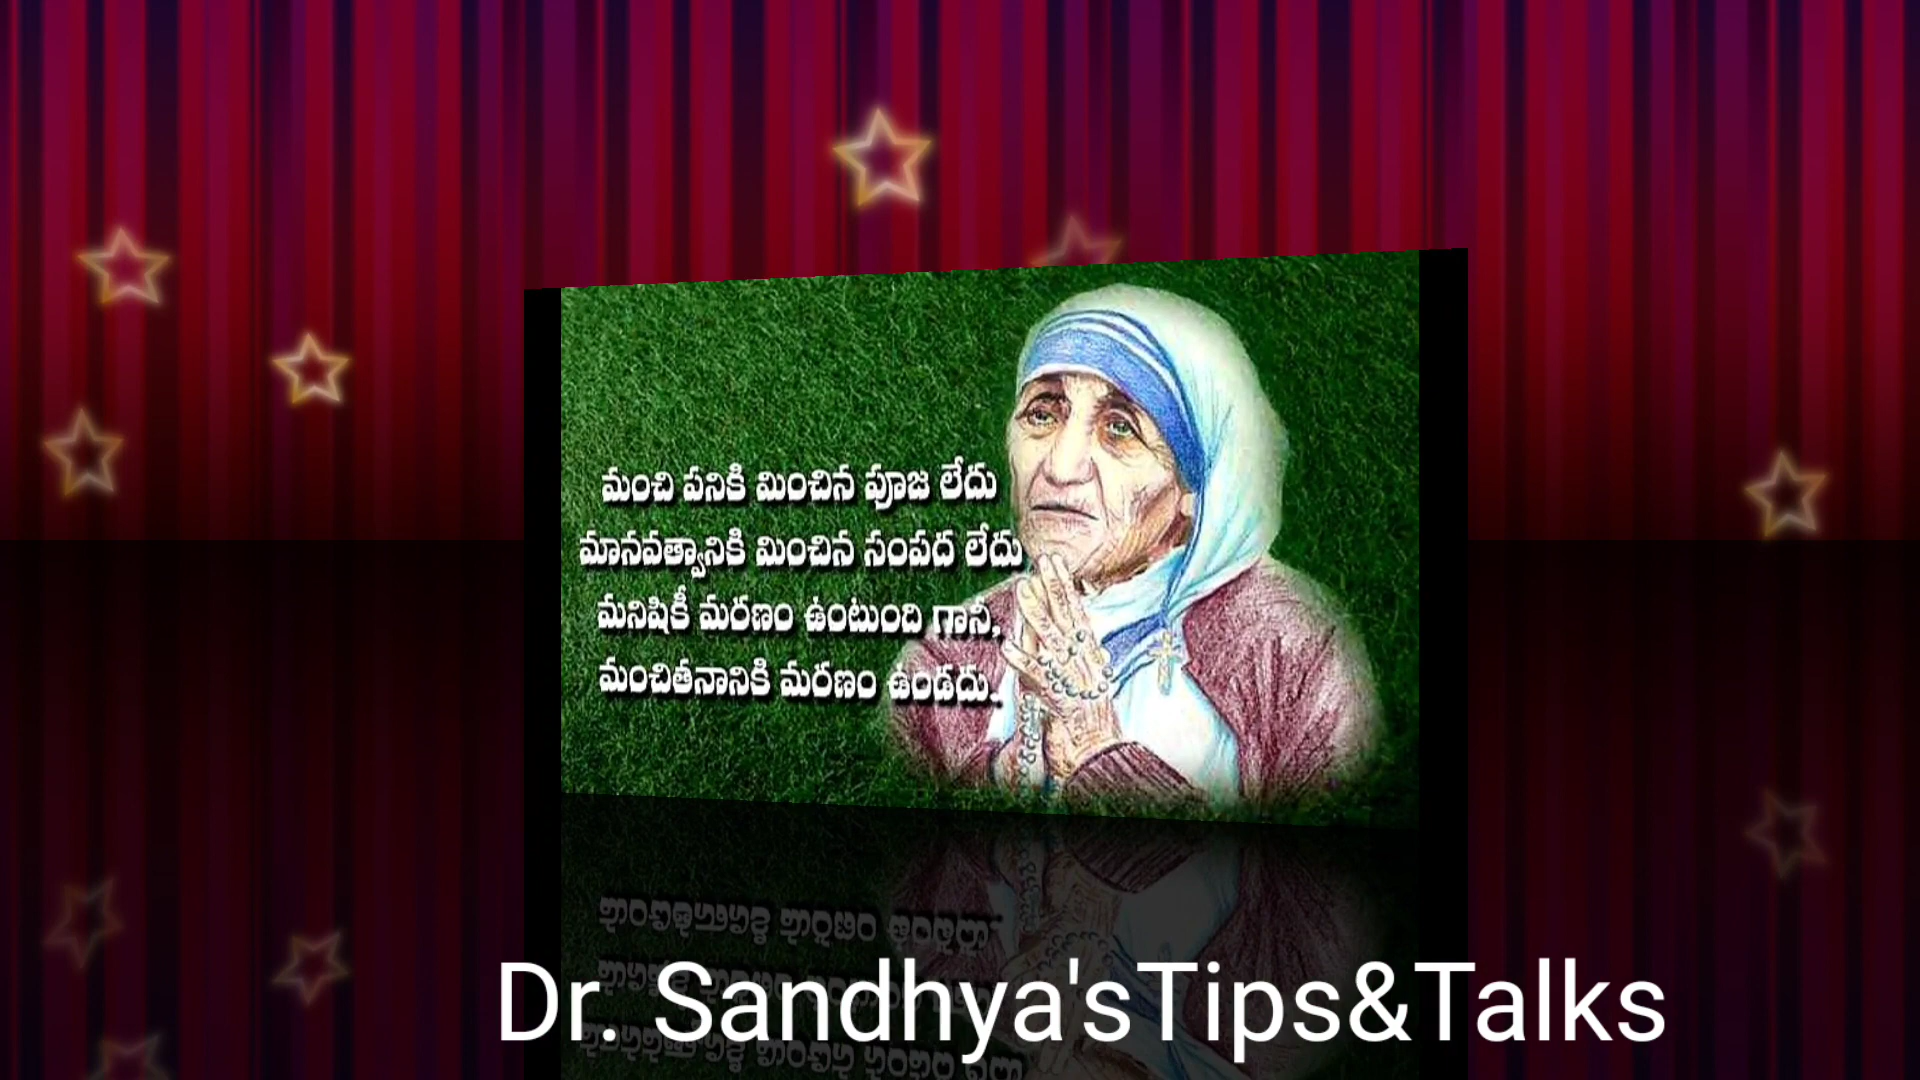 మంచి పనికి మించిన పూజ లేదు
మానవత్వానికి మించిన సంపద లేదు
మనిషికీ మరణం ఉంటుంది గానీ,
మంచితనానికి మరణం ఉండదు..
Dr. Sandhya'sTips&Talks